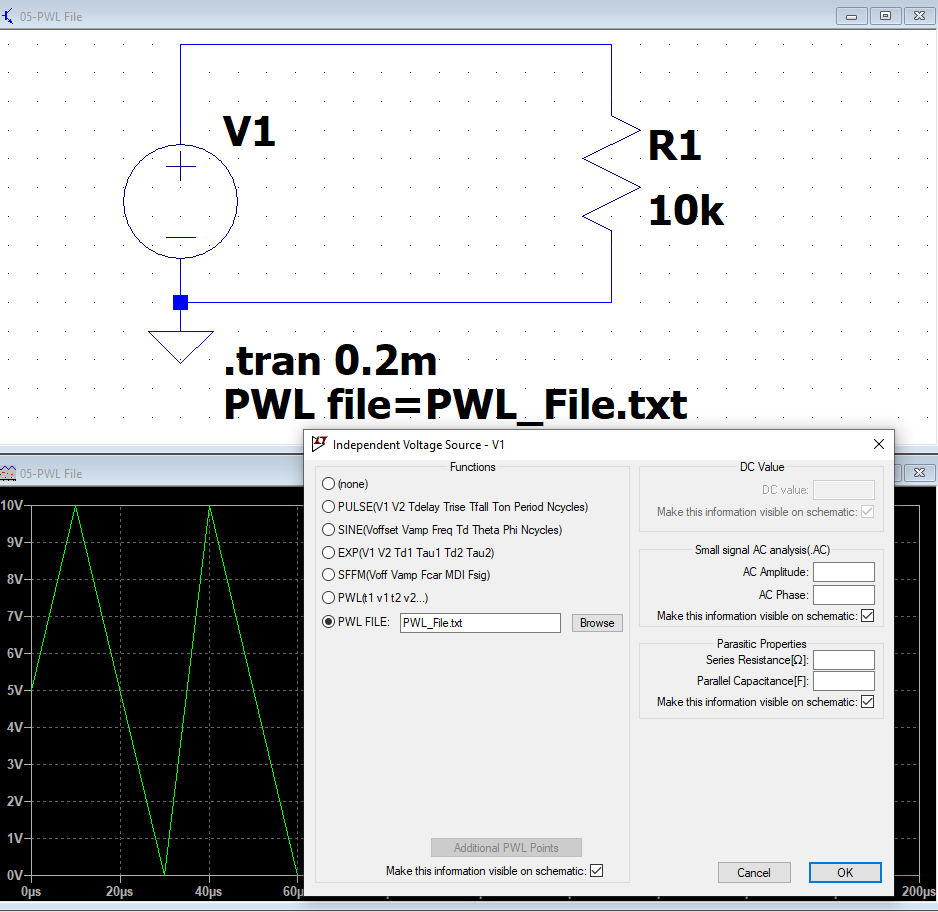 05-PWL File
V1
R1
10k
.tran 0.2m
PWL file=PWL_File.txt
05-PWL File
10V
9V
8V
7V
6V
5V
4V
3V
2V
1V
0V
0µs
20µs
40µs
60µ
200µs
Independent Voltage Source - V1
Functions
(none)
PULSE(V1 V2 Tdelay Trise Tfall Ton Period Ncycles)
SINE(Voffset Vamp Freq Td Theta Phi Ncycles)
EXP(V1 V2 Td1 Tau1 Td2 Tau2)
SFFM(Voff Vamp Fcar MDI Fsig)
PWL(t1 v1 t2 v2...)
PWL FILE: PWL_File.txt Browse
Additional PWL Points
Make this information visible on schematic:
DC Value
DC value:
Make this information visible on schematic:
Small signal AC analysis(.AC)
AC Amplitude:
AC Phase:
Make this information visible on schematic:
Parasitic Properties
Series Resistance[Ω]:
Parallel Capacitance[F]:
Make this information visible on schematic:
Cancel OK